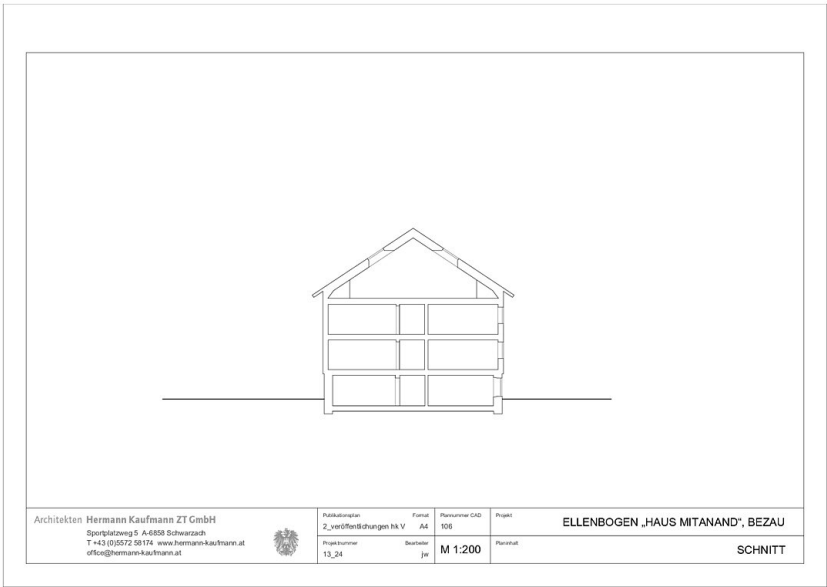 Architekten Hermann Kaufmann ZT GmbH
Sportplatzweg 5 A-6858 Schwarzach
T +43 (0)5572 58174 www.hermann-kaufmann.at
office@hermann-kaufmann.at
Publikationsplan Format Plannummer CAD Projekt
2_veröffentlichungen hk V A4 106
ELLENBOGEN „HAUS MITANAND“, BEZAU
Projektnummer Bearbeiter Planinhalt
13_24 jw M 1:200
SCHNITT